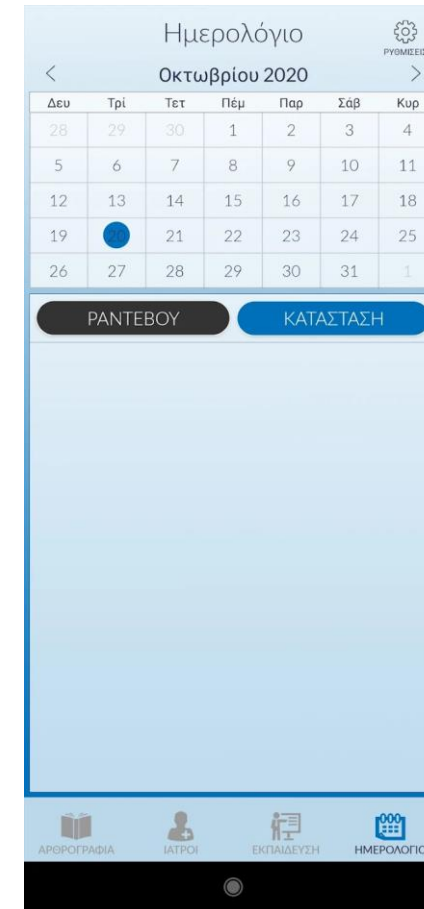 Ημερολόγιο
ΡΥΘΜΙΣΕΙΣ
Οκτωβρίου 2020
Δευ Τρί Τετ Πέμ Παρ Σάβ Κυρ
28 29 30 1 2 3 4
5 6 7 8 9 10 11
12 13 14 15 16 17 18
19 20 21 22 23 24 25
26 27 28 29 30 31 1
ΡΑΝΤΕΒΟΥ ΚΑΤΑΣΤΑΣΗ
ΑΡΘΡΟΓΡΑΦΙΑ ΙΑΤΡΟΙ ΕΚΠΑΙΔΕΥΣΗ ΗΜΕΡΟΛΟΓΙΟ